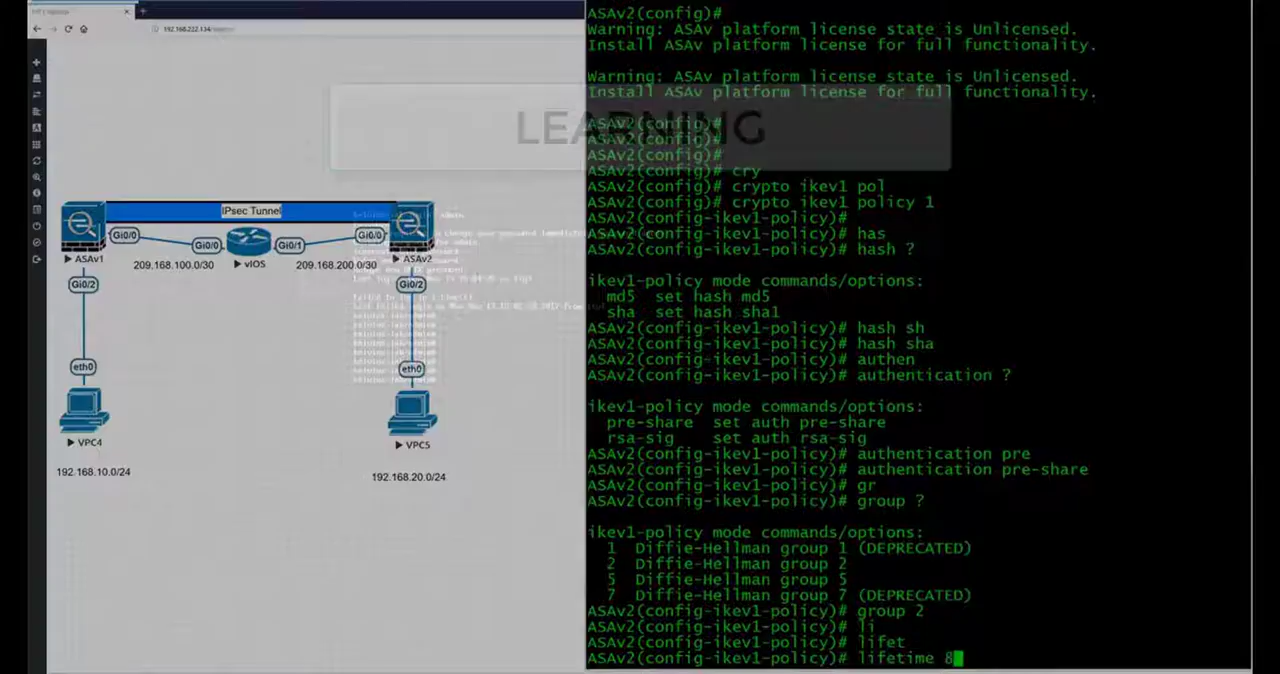 192.168.222.134
LEARNING
IPsec Tunnel
Gi0/0
Gi0/0
Gi0/1
Gi0/0
ASAv1
209.168.100.0/30
vIOS
209.168.200.0/30
ASAv2
Gi0/2
Gi0/2
eth0
eth0
VPC4
VPC5
192.168.10.0/24
192.168.20.0/24
ASAv2(config)#
Warning: ASAv platform license state is Unlicensed.
Install ASAv platform license for full functionality.
Warning: ASAv platform license state is Unlicensed.
Install ASAv platform license for full functionality.
ASAv2(config)#
ASAv2(config)#
ASAv2(config)#
ASAv2(config)# cry
ASAv2(config)# crypto ikev1 pol
ASAv2(config)# crypto ikev1 policy 1
ASAv2(config-ikev1-policy)#
ASAv2(config-ikev1-policy)# has
ASAv2(config-ikev1-policy)# hash ?
ikev1-policy mode commands/options:
md5 set hash md5
sha set hash sha1
ASAv2(config-ikev1-policy)# hash sh
ASAv2(config-ikev1-policy)# hash sha
ASAv2(config-ikev1-policy)# authen
ASAv2(config-ikev1-policy)# authentication ?
ikev1-policy mode commands/options:
pre-share set auth pre-share
rsa-sig set auth rsa-sig
ASAv2(config-ikev1-policy)# authentication pre
ASAv2(config-ikev1-policy)# authentication pre-share
ASAv2(config-ikev1-policy)# gr
ASAv2(config-ikev1-policy)# group ?
ikev1-policy mode commands/options:
1 Diffie-Hellman group 1 (DEPRECATED)
2 Diffie-Hellman group 2
5 Diffie-Hellman group 5
7 Diffie-Hellman group 7 (DEPRECATED)
ASAv2(config-ikev1-policy)# group 2
ASAv2(config-ikev1-policy)# li
ASAv2(config-ikev1-policy)# lifet
ASAv2(config-ikev1-policy)# lifetime 8